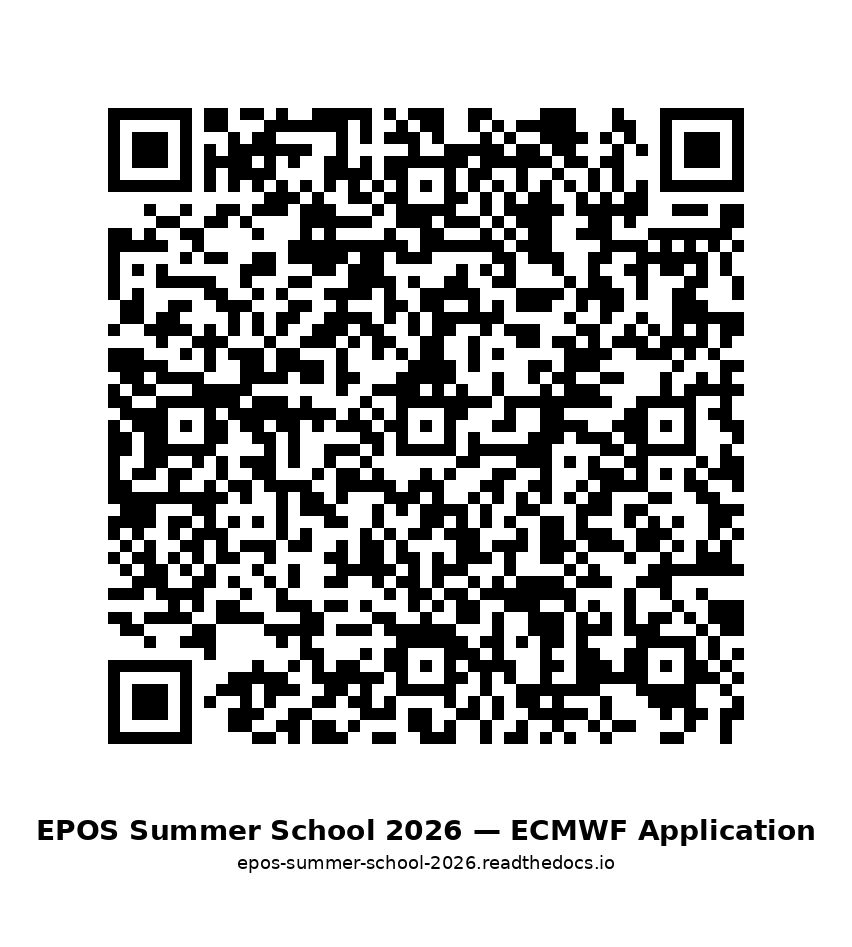 EPOS Summer School 2026 — ECMWF Application
epos-summer-school-2026.readthedocs.io